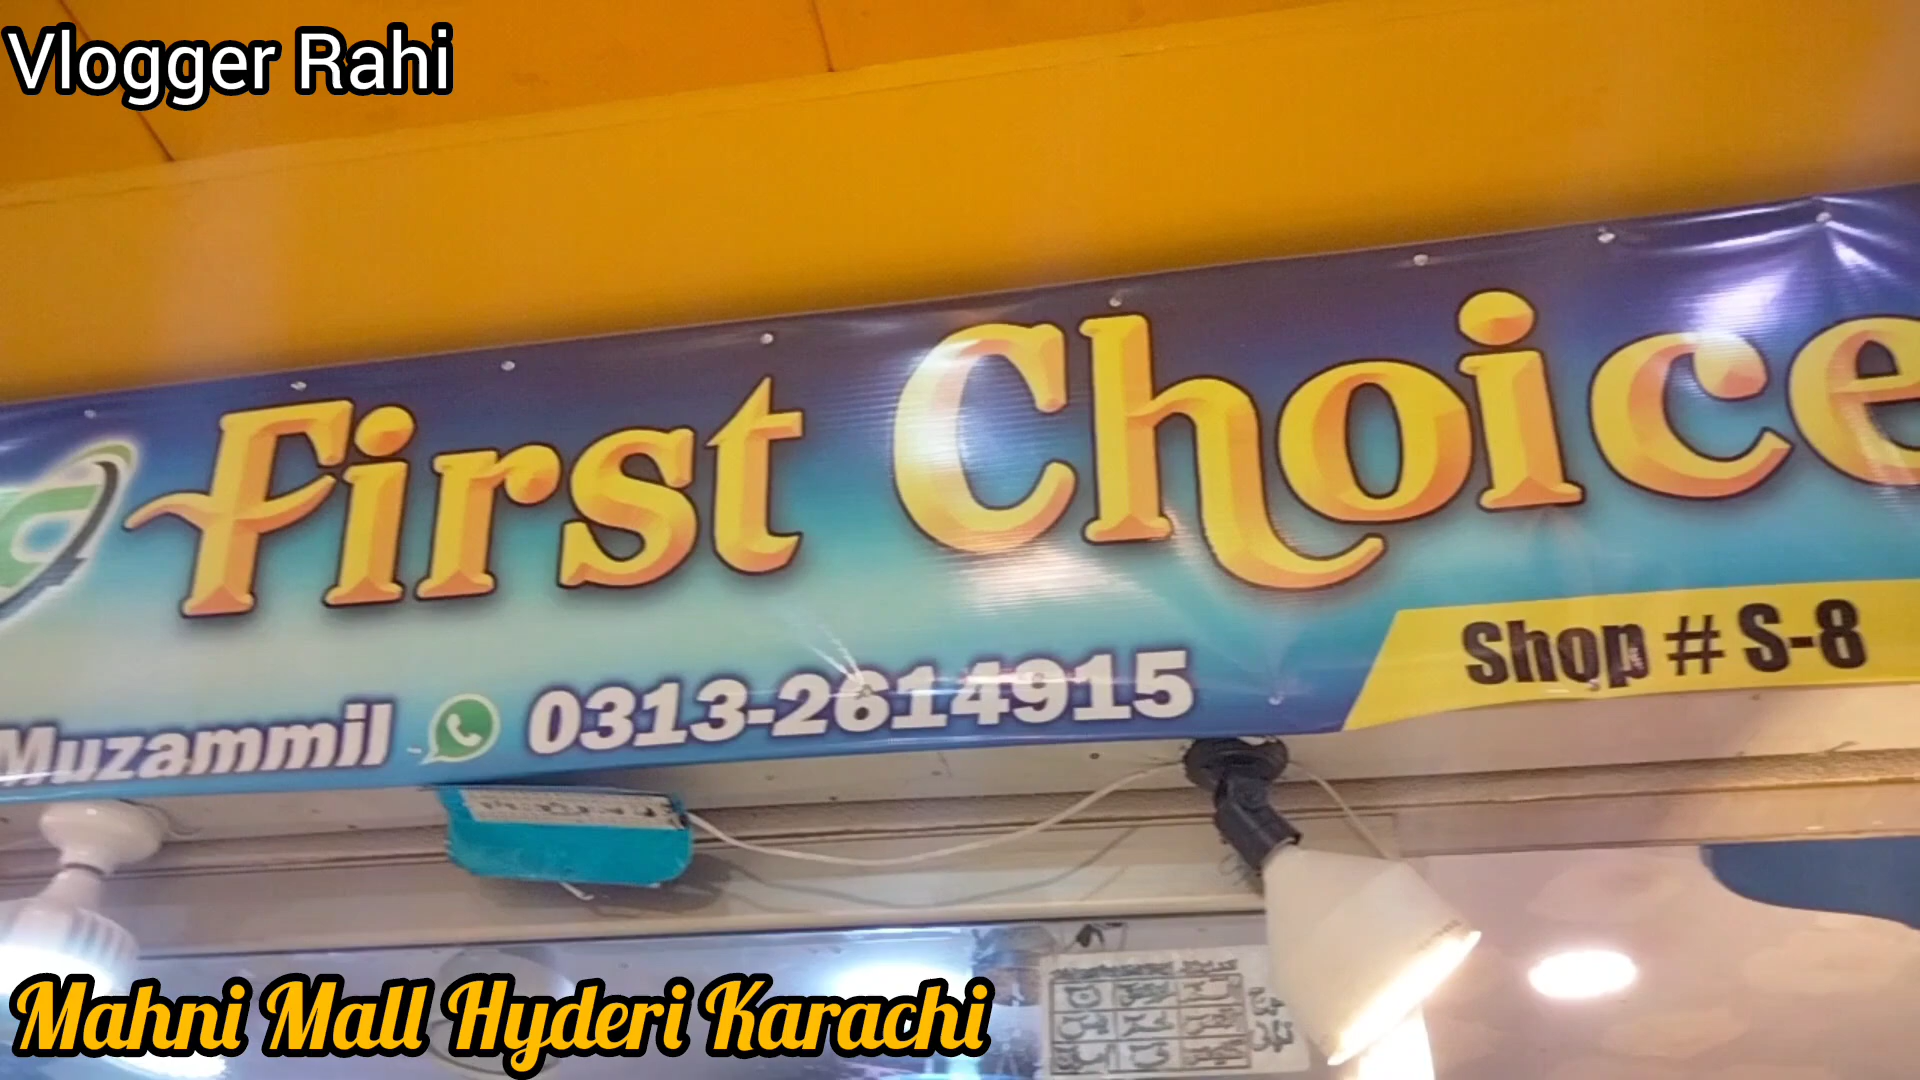 Vlogger Rahi
First Choice
Muzammil 0313-2614915
Shop # S-8
Mahni Mall Hyderi Karachi